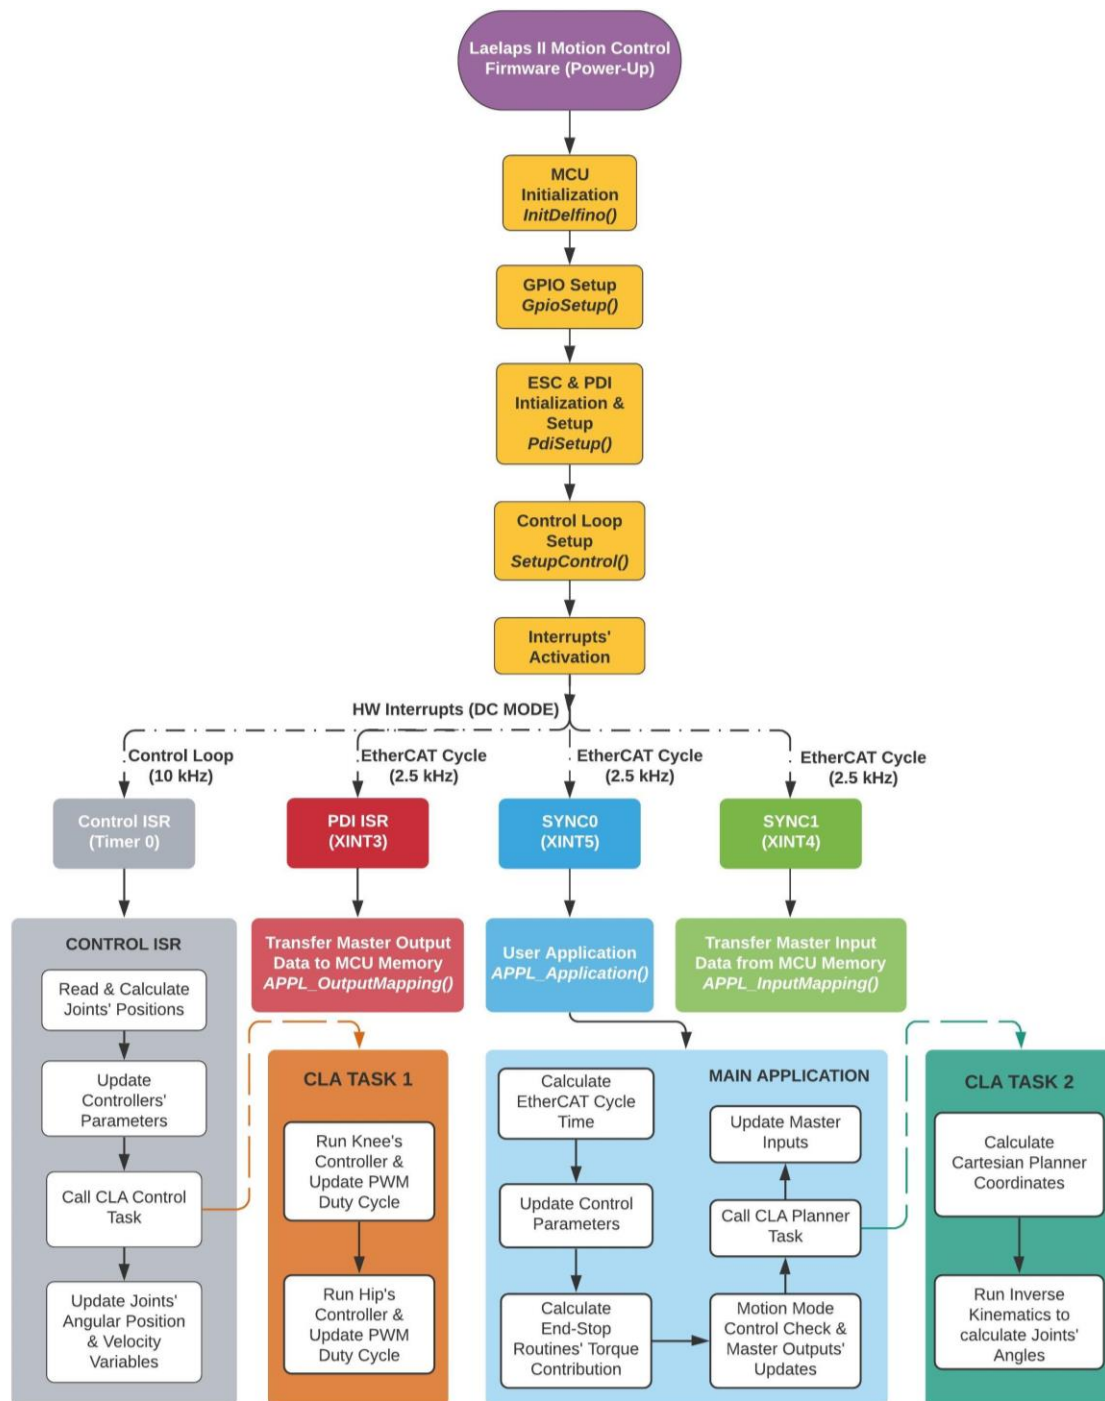 Laelaps II Motion Control
Firmware (Power-Up)
MCU
Initialization
InitDelfino()
GPIO Setup
GpioSetup()
ESC & PDI
Intialization &
Setup
PdiSetup()
Control Loop
Setup
SetupControl()
Interrupts'
Activation
HW Interrupts (DC MODE)
Control Loop
(10 kHz)
EtherCAT Cycle
(2.5 kHz)
EtherCAT Cycle
(2.5 kHz)
EtherCAT Cycle
(2.5 kHz)
Control ISR
(Timer 0)
PDI ISR
(XINT3)
SYNC0
(XINT5)
SYNC1
(XINT4)
CONTROL ISR
Read & Calculate
Joints' Positions
Update
Controllers'
Parameters
Call CLA Control
Task
Update Joints'
Angular Position
& Velocity
Variables
Transfer Master Output
Data to MCU Memory
APPL_OutputMapping()
User Application
APPL_Application()
Transfer Master Input
Data from MCU Memory
APPL_InputMapping()
CLA TASK 1
Run Knee's
Controller &
Update PWM
Duty Cycle
Run Hip's
Controller &
Update PWM
Duty Cycle
MAIN APPLICATION
Calculate
EtherCAT Cycle
Time
Update Control
Parameters
Calculate
End-Stop
Routines' Torque
Contribution
Motion Mode
Control Check &
Master Outputs'
Updates
Call CLA Planner
Task
Update Master
Inputs
CLA TASK 2
Calculate
Cartesian Planner
Coordinates
Run Inverse
Kinematics to
calculate Joints'
Angles